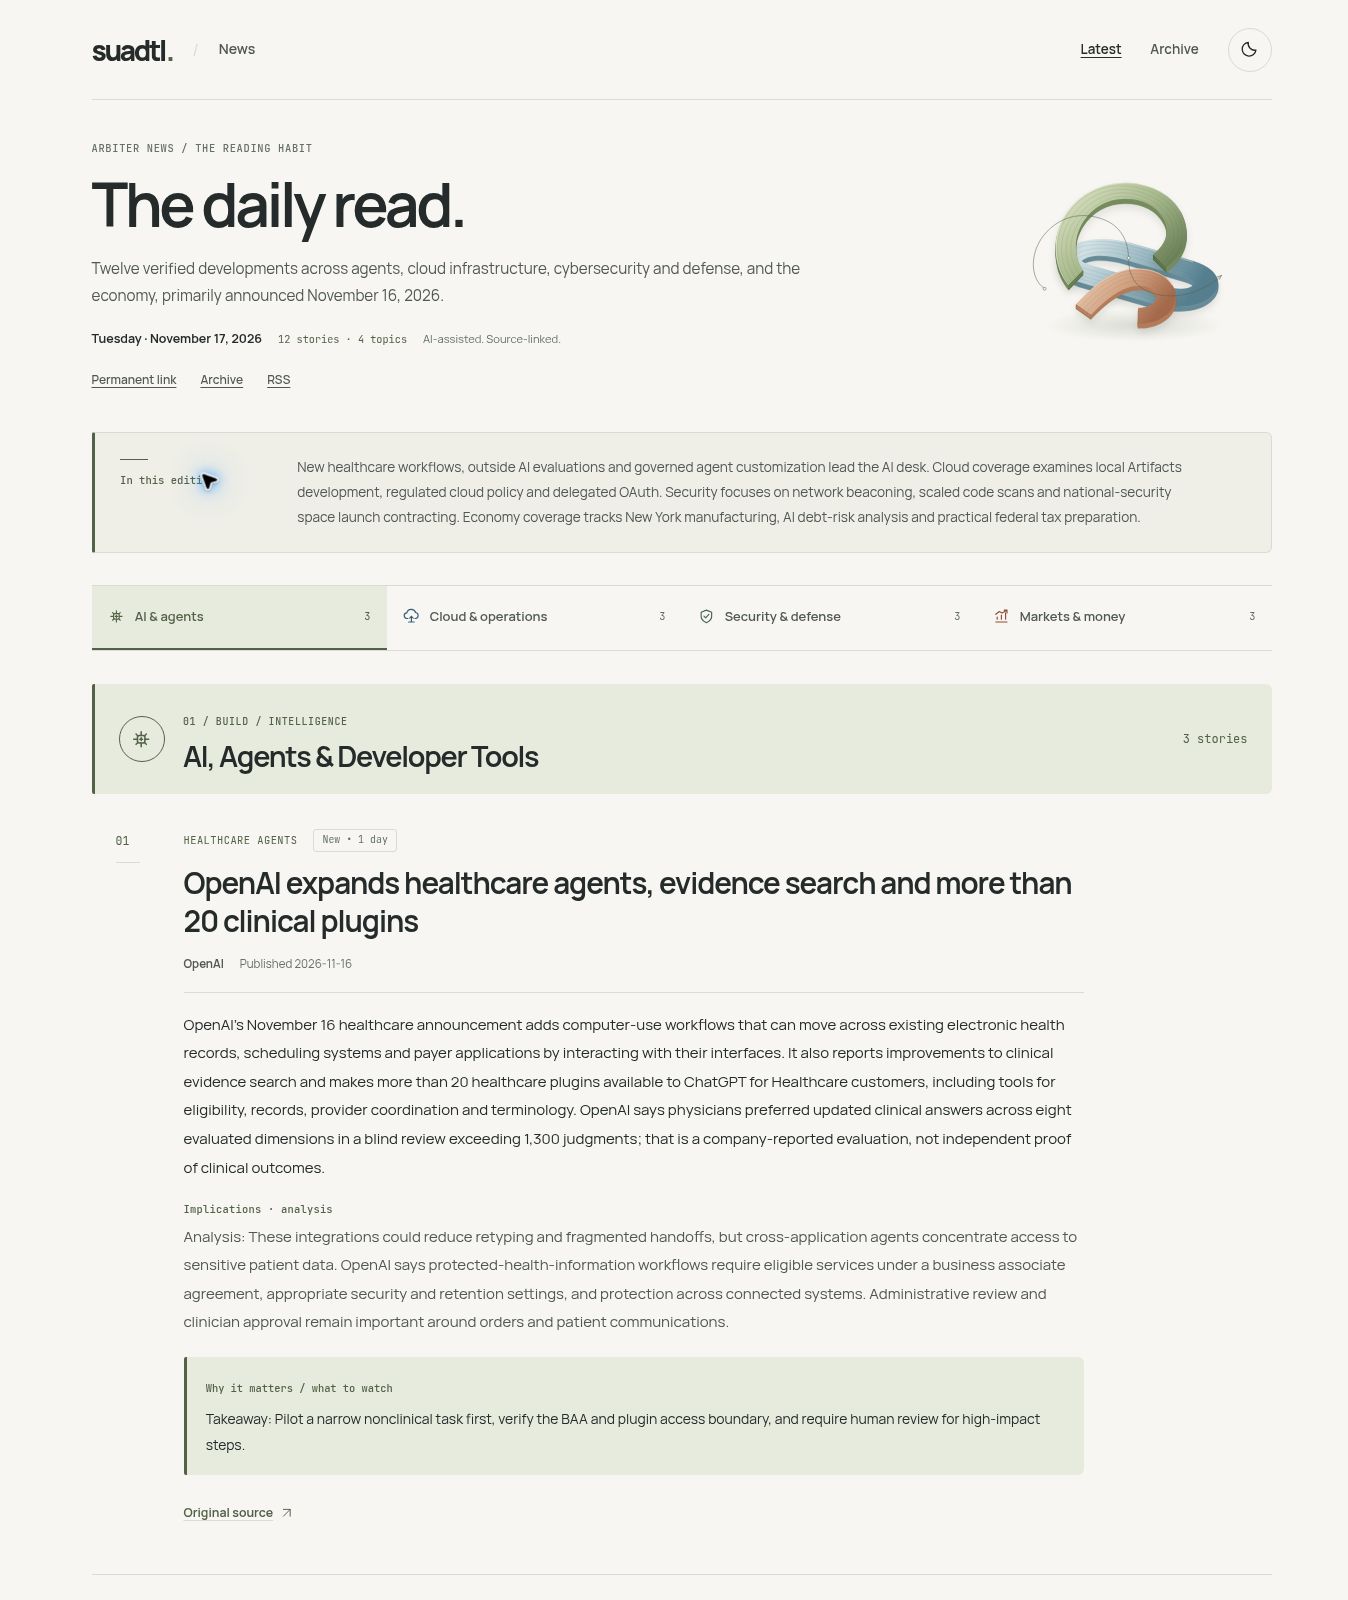 suadtl.
/
News
Latest
Archive
ARBITER NEWS / THE READING HABIT
The daily read.
Twelve verified developments across agents, cloud infrastructure, cybersecurity and defense, and the
economy, primarily announced November 16, 2026.
Tuesday · November 17, 2026 12 stories · 4 topics AI-assisted. Source-linked.
Permanent link Archive RSS
In this editi
New healthcare workflows, outside AI evaluations and governed agent customization lead the AI desk. Cloud coverage examines local Artifacts
development, regulated cloud policy and delegated OAuth. Security focuses on network beaconing, scaled code scans and national-security
space launch contracting. Economy coverage tracks New York manufacturing, AI debt-risk analysis and practical federal tax preparation.
AI & agents 3
Cloud & operations 3
Security & defense 3
Markets & money 3
01 / BUILD / INTELLIGENCE
AI, Agents & Developer Tools
3 stories
01
HEALTHCARE AGENTS New • 1 day
OpenAI expands healthcare agents, evidence search and more than
20 clinical plugins
OpenAI Published 2026-11-16
OpenAI's November 16 healthcare announcement adds computer-use workflows that can move across existing electronic health
records, scheduling systems and payer applications by interacting with their interfaces. It also reports improvements to clinical
evidence search and makes more than 20 healthcare plugins available to ChatGPT for Healthcare customers, including tools for
eligibility, records, provider coordination and terminology. OpenAI says physicians preferred updated clinical answers across eight
evaluated dimensions in a blind review exceeding 1,300 judgments; that is a company-reported evaluation, not independent proof
of clinical outcomes.
Implications · analysis
Analysis: These integrations could reduce retyping and fragmented handoffs, but cross-application agents concentrate access to
sensitive patient data. OpenAI says protected-health-information workflows require eligible services under a business associate
agreement, appropriate security and retention settings, and protection across connected systems. Administrative review and
clinician approval remain important around orders and patient communications.
Why it matters / what to watch
Takeaway: Pilot a narrow nonclinical task first, verify the BAA and plugin access boundary, and require human review for high-impact
steps.
Original source